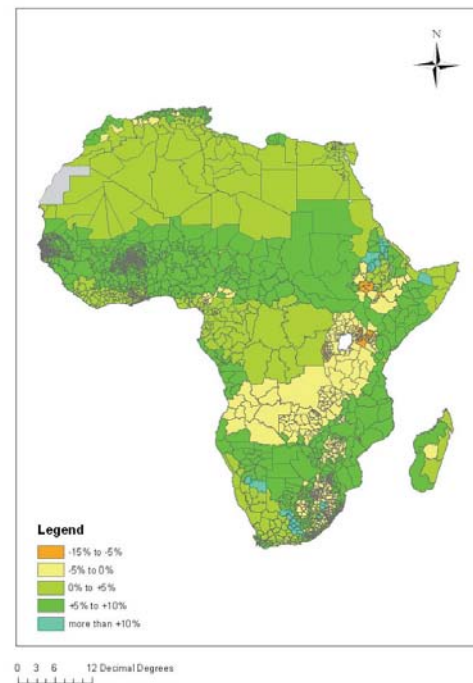 N
Legend
-15% to -5%
-5% to 0%
0% to +5%
+5% to +10%
more than +10%
0 3 6 12 Decimal Degrees